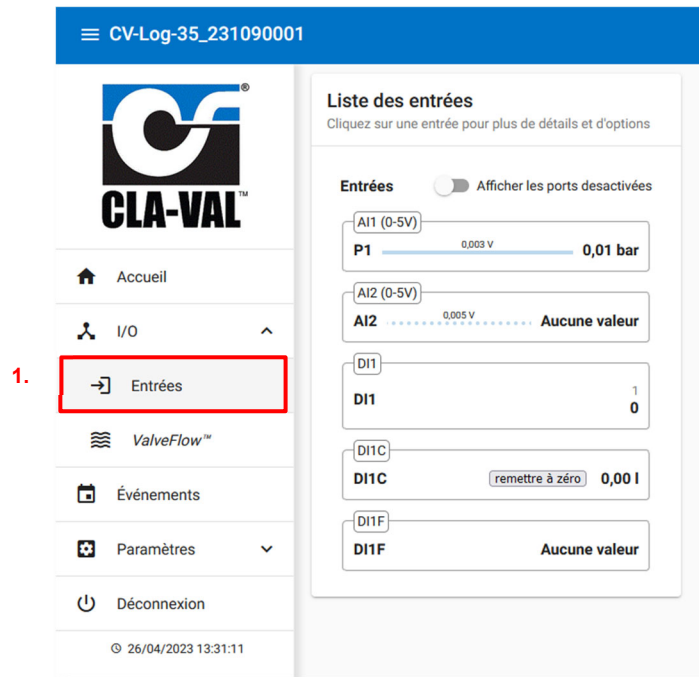 CV-Log-35_231090001
®
CLA-VAL™
Accueil
I/O
1.
Entrées
ValveFlow™
Événements
Paramètres
Déconnexion
26/04/2023 13:31:11
Liste des entrées
Cliquez sur une entrée pour plus de détails et d'options
Entrées Afficher les ports desactivées
AI1 (0-5V)
P1 0,003 V 0,01 bar
AI2 (0-5V)
AI2 0,005 V Aucune valeur
DI1
1
DI1 0
DI1C
DI1C remettre à zéro 0,00 l
DI1F
DI1F Aucune valeur